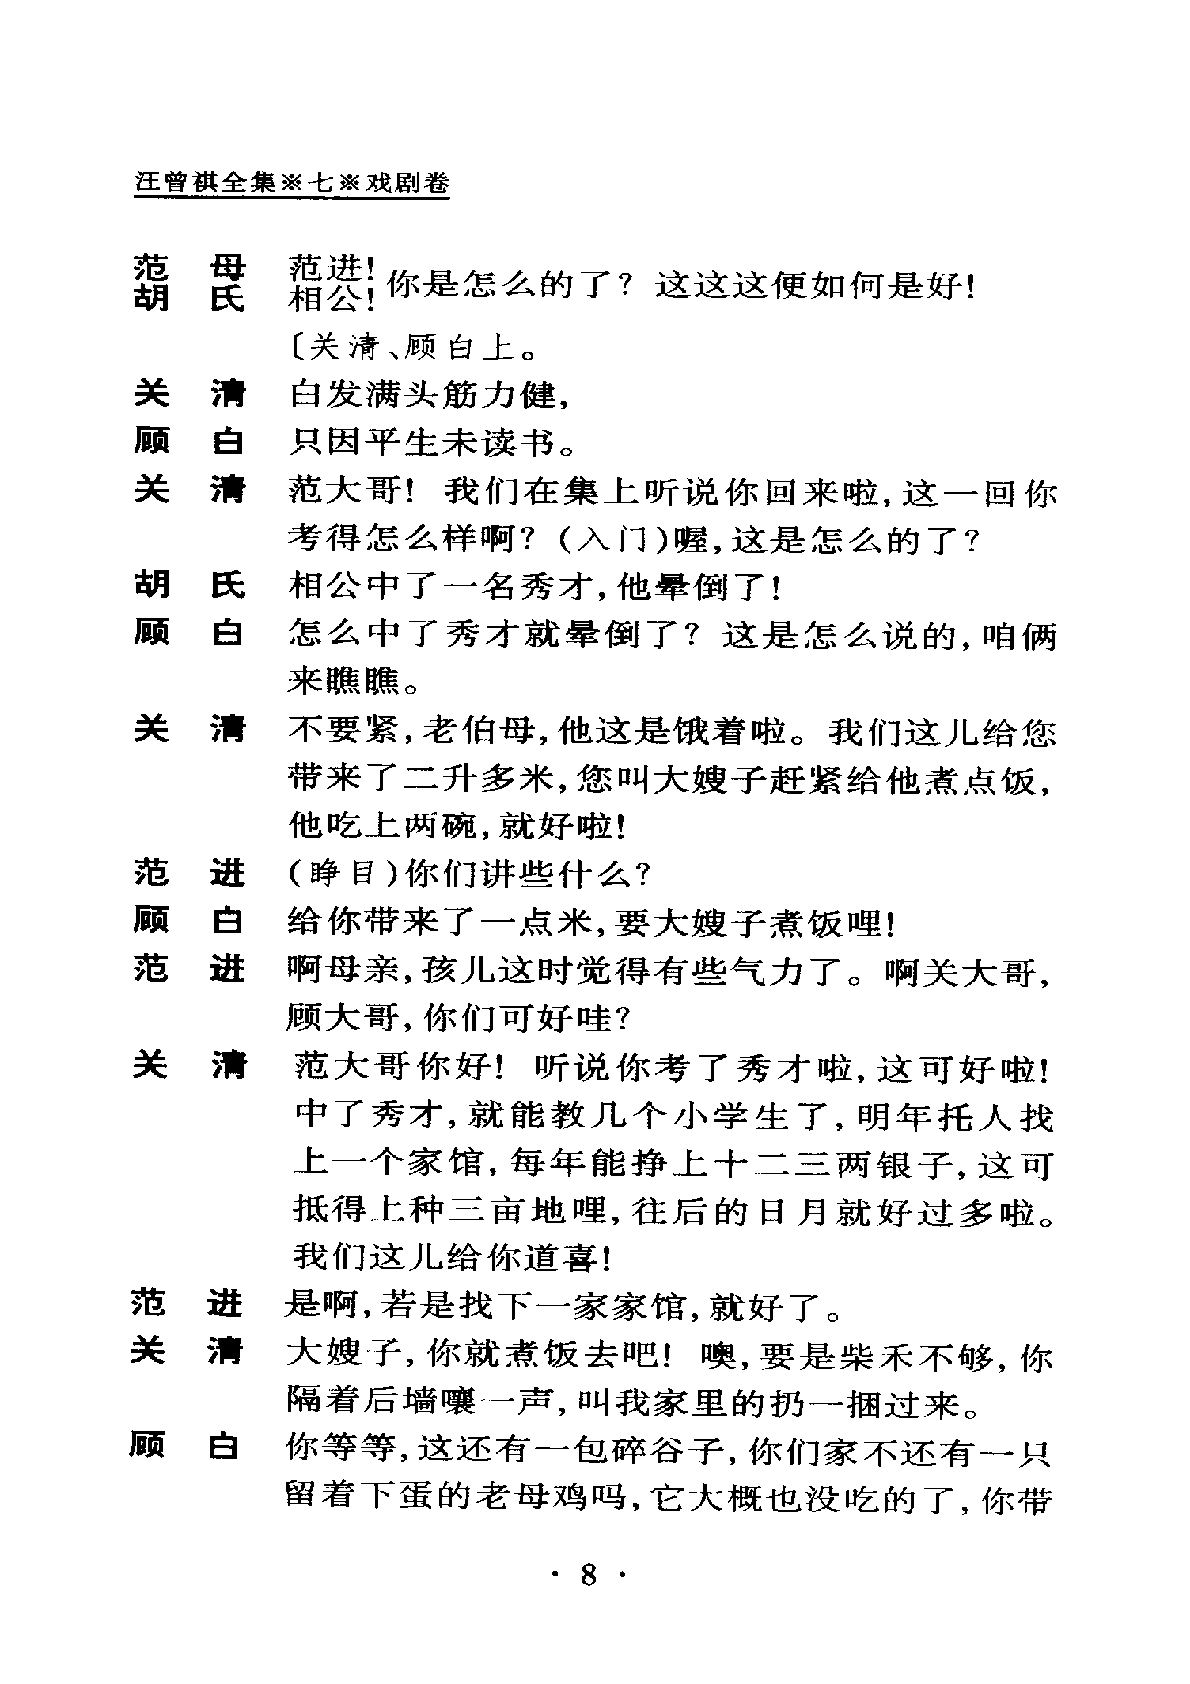 汪曾祺全集※七※戏剧卷
范　母　范进！
胡　氏　相公！你是怎么的了？这这这便如何是好！
〔关清、顾白上。
关　清　白发满头筋力健，
顾　白　只因平生未读书。
关　清　范大哥！我们在集上听说你回来啦，这一回你
考得怎么样啊？(入门)喔，这是怎么的了？
胡　氏　相公中了一名秀才，他晕倒了！
顾　白　怎么中了秀才就晕倒了？这是怎么说的，咱俩
来瞧瞧。
关　清　不要紧，老伯母，他这是饿着啦。我们这儿给您
带来了二升多米，您叫大嫂子赶紧给他煮点饭，
他吃上两碗，就好啦！
范　进　(睁目)你们讲些什么？
顾　白　给你带来了一点米，要大嫂子煮饭哩！
范　进　啊母亲，孩儿这时觉得有些气力了。啊关大哥，
顾大哥，你们可好哇？
关　清　范大哥你好！听说你考了秀才啦，这可好啦！
中了秀才，就能教几个小学生了，明年托人找
上一个家馆，每年能挣上十二三两银子，这可
抵得上种三亩地哩，往后的日月就好过多啦。
我们这儿给你道喜！
范　进　是啊，若是找下一家家馆，就好了。
关　清　大嫂子，你就煮饭去吧！噢，要是柴禾不够，你
隔着后墙嚷一声，叫我家里的扔一捆过来。
顾　白　你等等，这还有一包碎谷子，你们家不还有一只
留着下蛋的老母鸡吗，它大概也没吃的了，你带
· 8 ·